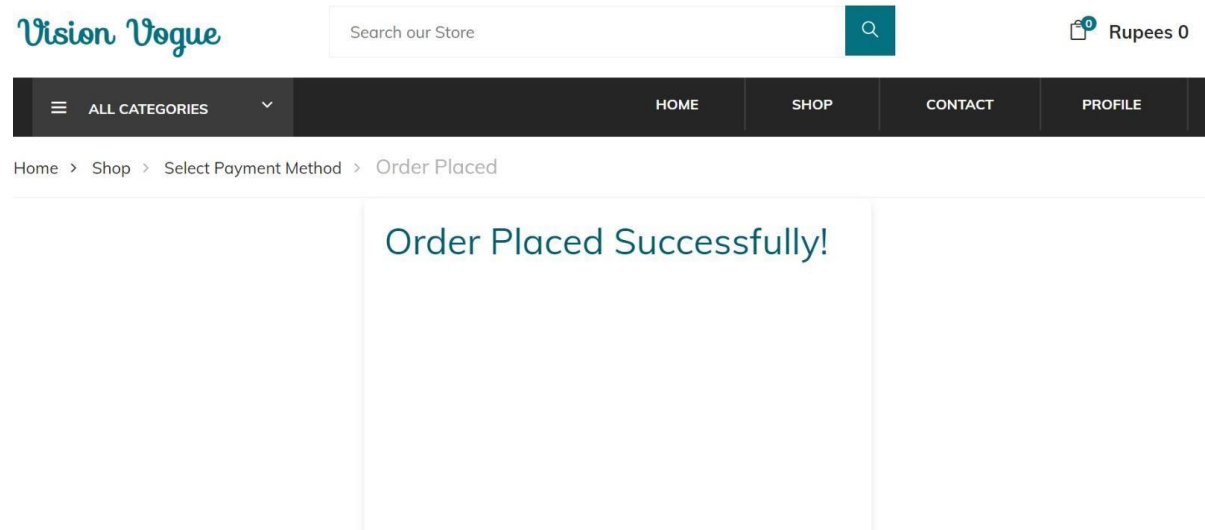 Vision Vogue
Search our Store
0
Rupees 0
ALL CATEGORIES
HOME
SHOP
CONTACT
PROFILE
Home > Shop > Select Payment Method > Order Placed
Order Placed Successfully!